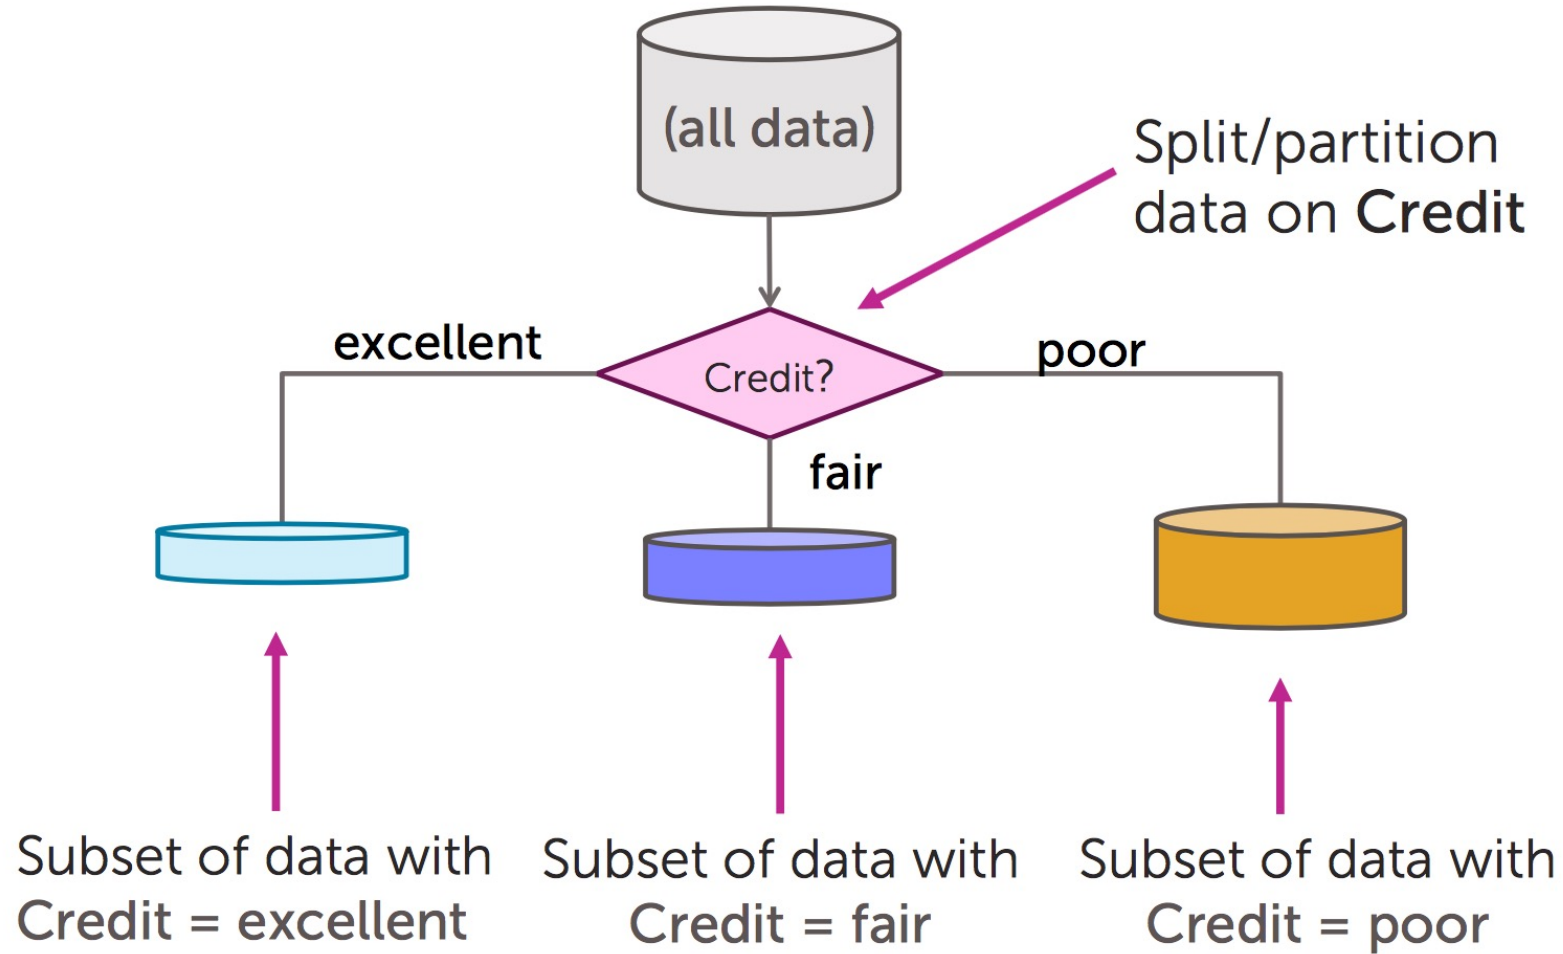 (all data)
Split/partition
data on Credit
excellent
Credit?
poor
fair
Subset of data with
Credit = excellent
Subset of data with
Credit = fair
Subset of data with
Credit = poor